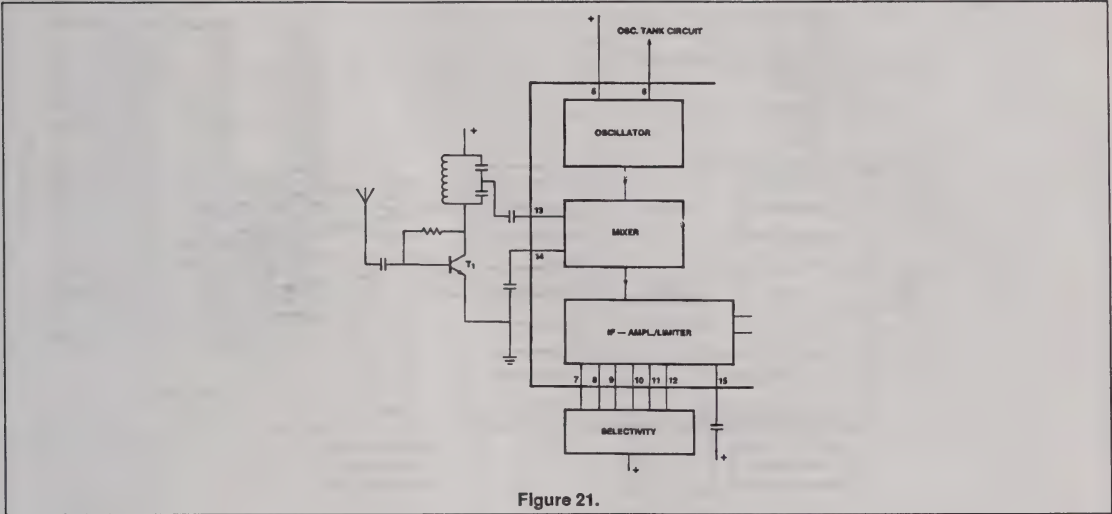 +
OSC. TANK CIRCUIT
5 6
OSCILLATOR
+
13
MIXER
14
T1
IF — AMPL./LIMITER
7 8 9 10 11 12 15
SELECTIVITY
+ +
Figure 21.